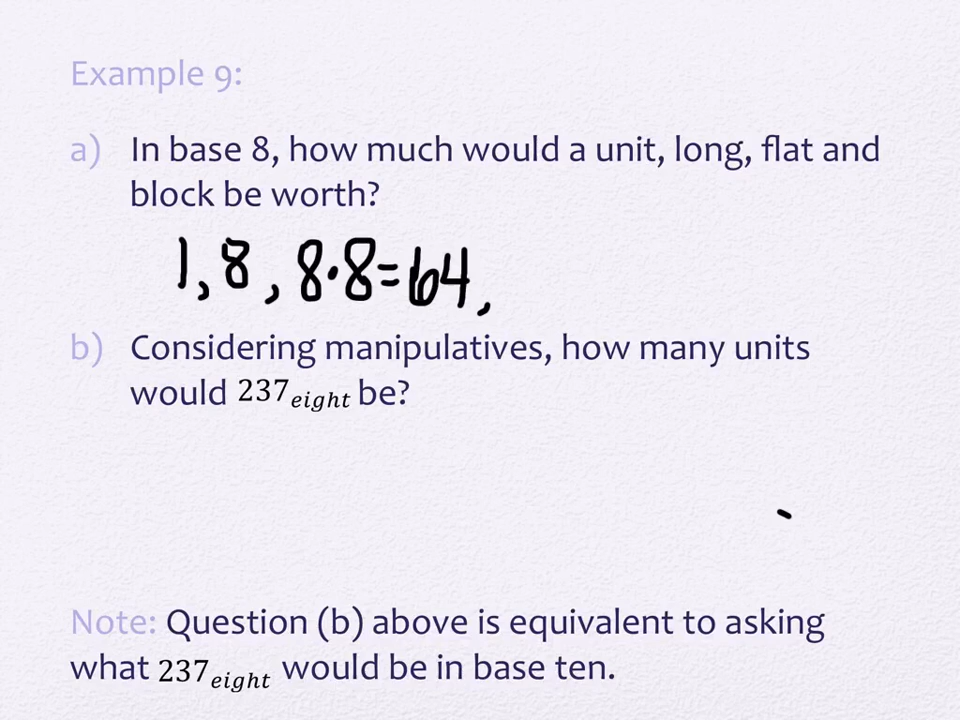 Example 9:
a) In base 8, how much would a unit, long, flat and
block be worth?
1, 8, 8·8=64,
b) Considering manipulatives, how many units
would 237eight be?
Note: Question (b) above is equivalent to asking
what 237eight would be in base ten.